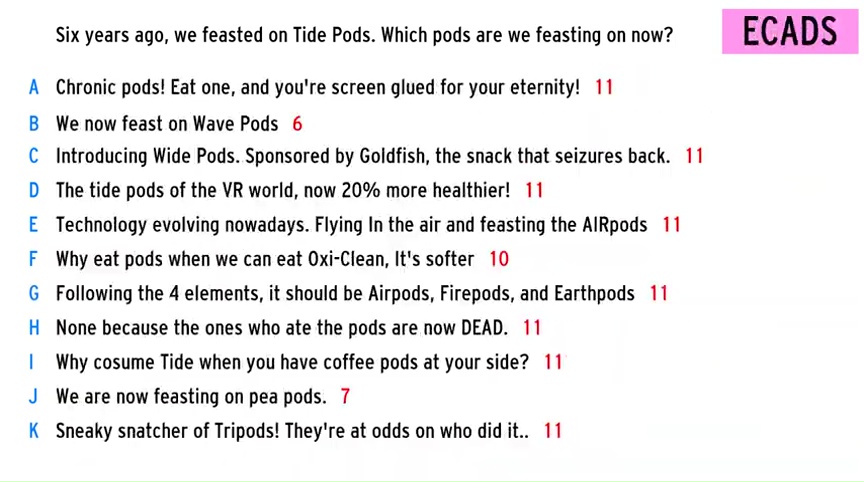 Six years ago, we feasted on Tide Pods. Which pods are we feasting on now?
ECADS
A Chronic pods! Eat one, and you're screen glued for your eternity! 11
B We now feast on Wave Pods 6
C Introducing Wide Pods. Sponsored by Goldfish, the snack that seizures back. 11
D The tide pods of the VR world, now 20% more healthier! 11
E Technology evolving nowadays. Flying In the air and feasting the AIRpods 11
F Why eat pods when we can eat Oxi-Clean, It's softer 10
G Following the 4 elements, it should be Airpods, Firepods, and Earthpods 11
H None because the ones who ate the pods are now DEAD. 11
I Why cosume Tide when you have coffee pods at your side? 11
J We are now feasting on pea pods. 7
K Sneaky snatcher of Tripods! They're at odds on who did it.. 11